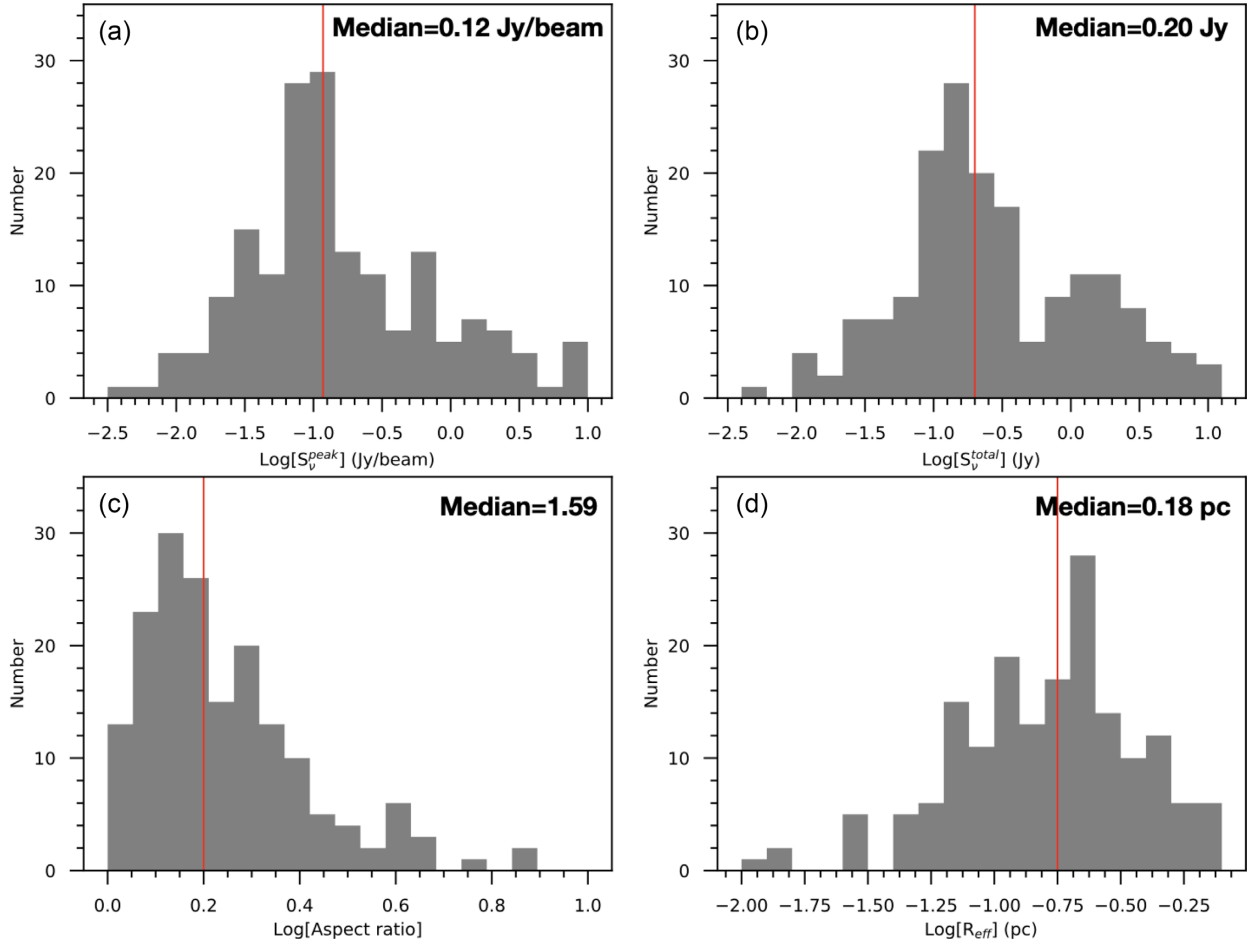 (a)
Median=0.12 Jy/beam
30
20
10
0
Number
−2.5 −2.0 −1.5 −1.0 −0.5 0.0 0.5 1.0
Log[S_ν^peak] (Jy/beam)
(b)
Median=0.20 Jy
30
20
10
0
Number
−2.5 −2.0 −1.5 −1.0 −0.5 0.0 0.5 1.0
Log[S_ν^total] (Jy)
(c)
Median=1.59
30
20
10
0
Number
0.0 0.2 0.4 0.6 0.8 1.0
Log[Aspect ratio]
(d)
Median=0.18 pc
30
20
10
0
Number
−2.00 −1.75 −1.50 −1.25 −1.00 −0.75 −0.50 −0.25
Log[R_eff] (pc)